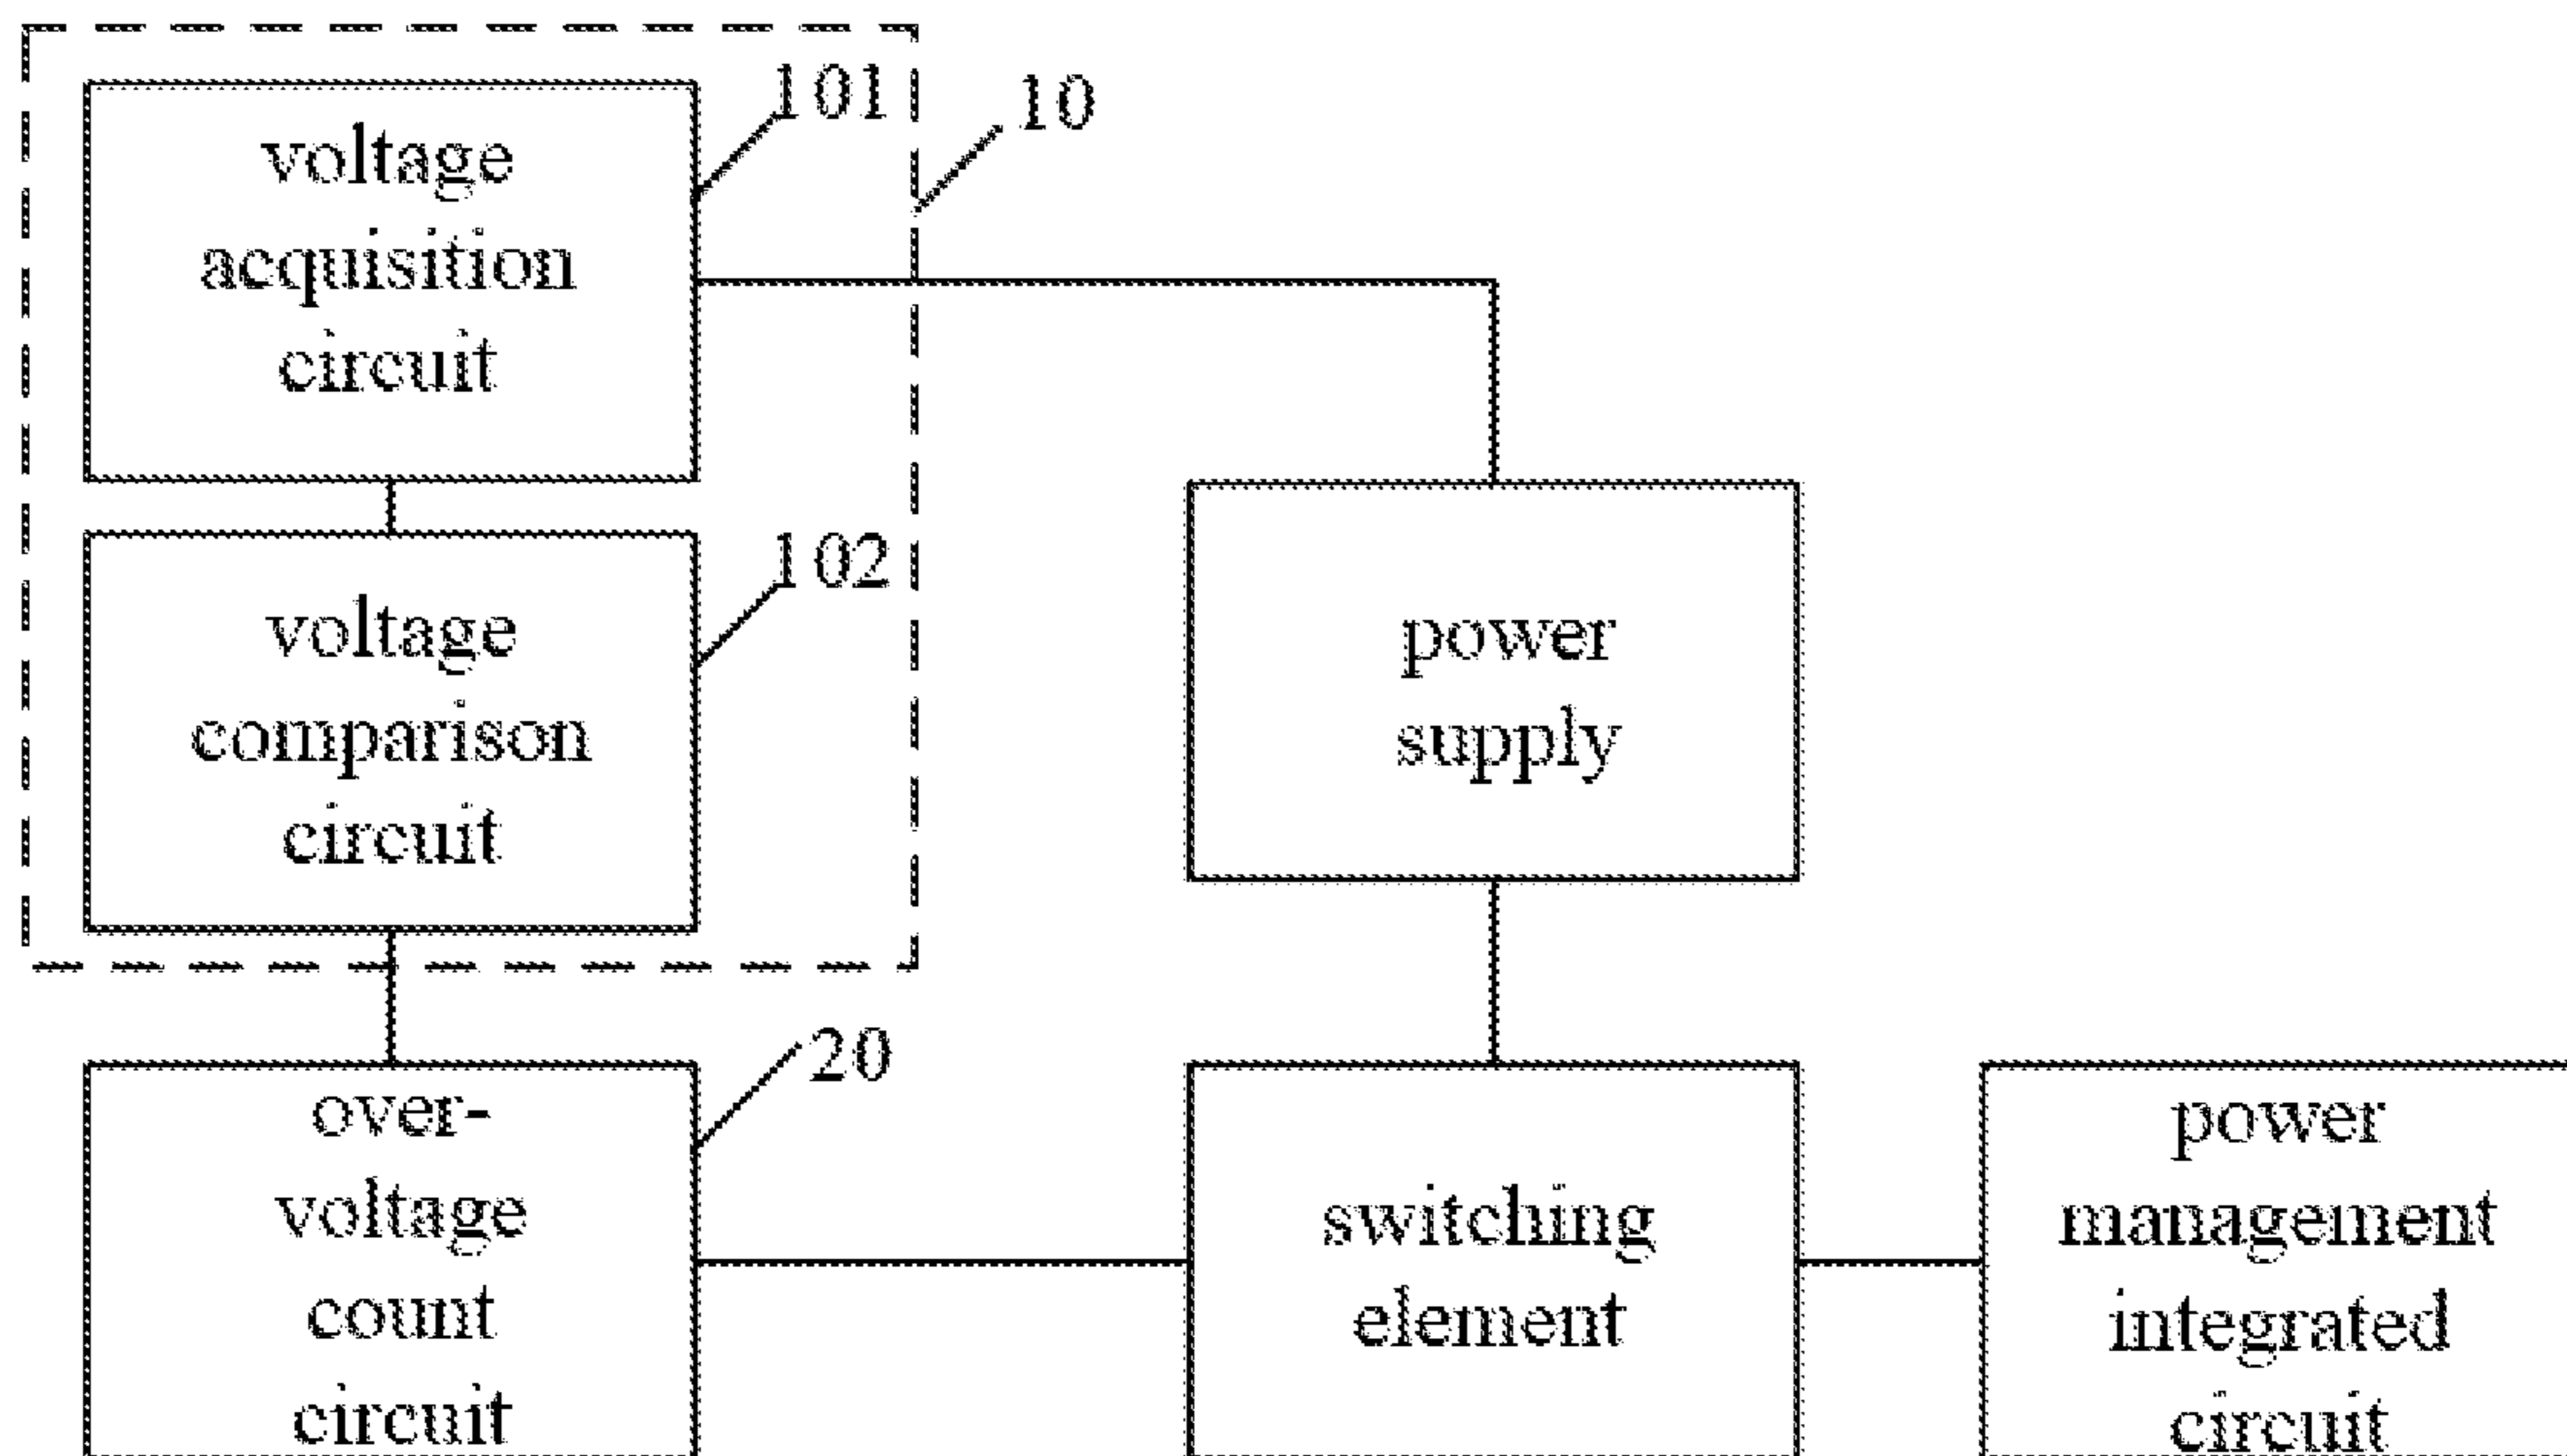 voltage
acquisition
circuit
101
10
voltage
comparison
circuit
102
power
supply
over-
voltage
count
circuit
20
switching
element
power
management
integrated
circuit